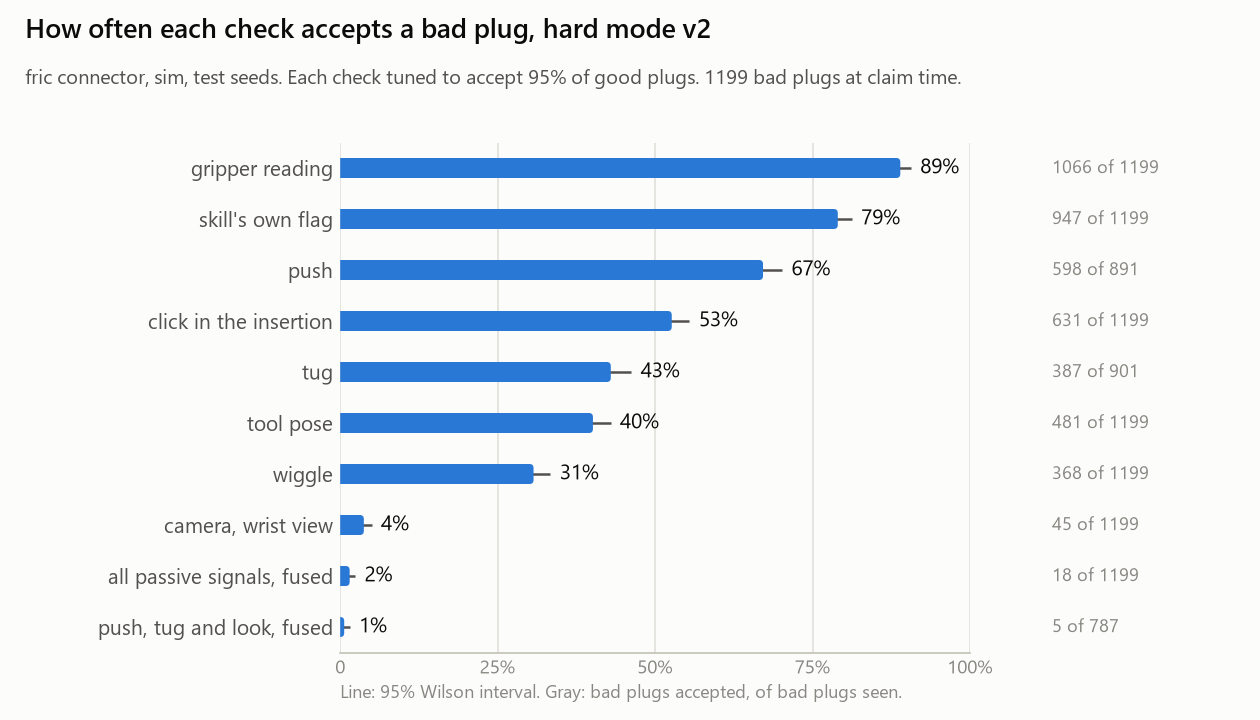 How often each check accepts a bad plug, hard mode v2
fric connector, sim, test seeds. Each check tuned to accept 95% of good plugs. 1199 bad plugs at claim time.
gripper reading 89% 1066 of 1199
skill's own flag 79% 947 of 1199
push 67% 598 of 891
click in the insertion 53% 631 of 1199
tug 43% 387 of 901
tool pose 40% 481 of 1199
wiggle 31% 368 of 1199
camera, wrist view 4% 45 of 1199
all passive signals, fused 2% 18 of 1199
push, tug and look, fused 1% 5 of 787
0 25% 50% 75% 100%
Line: 95% Wilson interval. Gray: bad plugs accepted, of bad plugs seen.